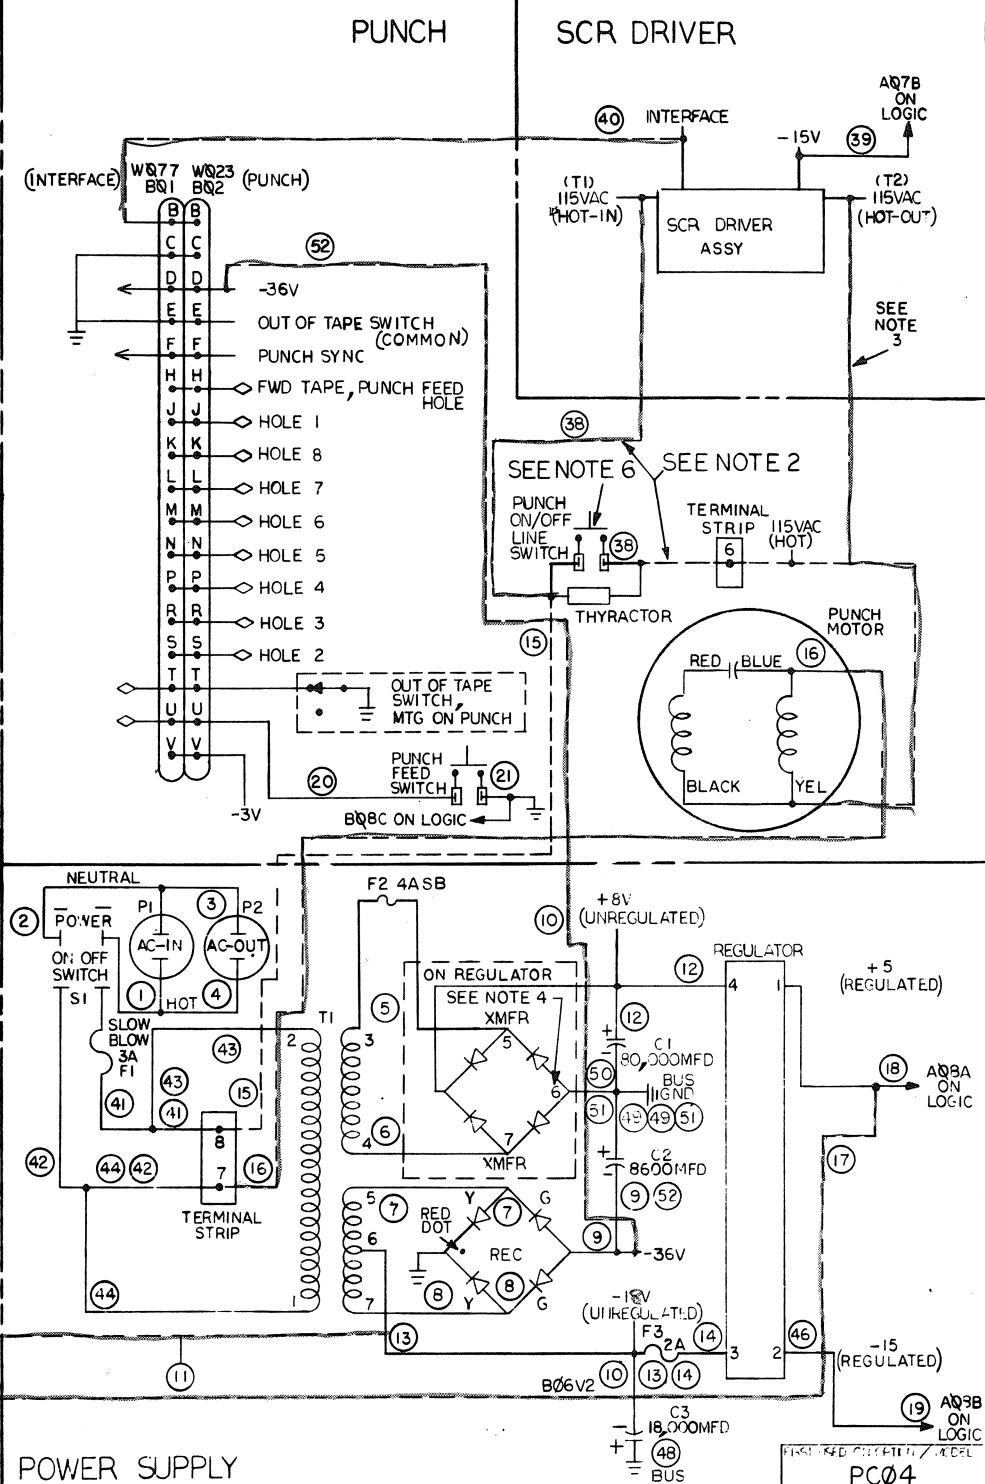 PUNCH
SCR DRIVER
AØ7B
ON
LOGIC
40
INTERFACE
-15V
39
(INTERFACE)
WØ77
BØ1
WØ23
BØ2
(PUNCH)
(T1)
115VAC
(HOT-IN)
SCR DRIVER
ASSY
(T2)
115VAC
(HOT-OUT)
B B
C C
52
D D
-36V
E E
OUT OF TAPE SWITCH
(COMMON)
F F
PUNCH SYNC
H H
FWD TAPE, PUNCH FEED
HOLE
J J
HOLE 1
K K
HOLE 8
L L
HOLE 7
M M
HOLE 6
N N
HOLE 5
P P
HOLE 4
R R
HOLE 3
S S
HOLE 2
T T
U U
V V
SEE
NOTE
3
38
SEE NOTE 6
SEE NOTE 2
PUNCH
ON/OFF
LINE
SWITCH
38
TERMINAL
STRIP
6
115VAC
(HOT)
THYRACTOR
15
PUNCH
MOTOR
RED
BLUE
16
BLACK
YEL
OUT OF TAPE
SWITCH,
MTG ON PUNCH
PUNCH
FEED
SWITCH
21
20
-3V
BØ8C ON LOGIC
NEUTRAL
2
POWER
ON OFF
SWITCH
S1
P1
AC-IN
3
P2
AC-OUT
1
HOT
4
SLOW
BLOW
3A
F1
F2 4ASB
10
+8V
(UNREGULATED)
ON REGULATOR
SEE NOTE 4
XMFR
5
6
7
XMFR
12
REGULATOR
4
1
+5
(REGULATED)
43
2
T1
3
5
43
41
41
15
8
7
16
42
44
42
TERMINAL
STRIP
44
1
4
6
12
C1
80,000MFD
50
BUS
GND
51
49
49
51
C2
8600MFD
9
52
18
AØ8A
ON
LOGIC
17
5
7
6
RED
DOT
Y
7
G
REC
8
7
Y
8
G
9
-36V
(UNREGULATED)
F3
2A
14
3
2
46
-15
(REGULATED)
13
10
13
14
11
BØ6V2
19
ON
LOGIC
C3
18,000MFD
48
BUS
POWER SUPPLY
PCØ4